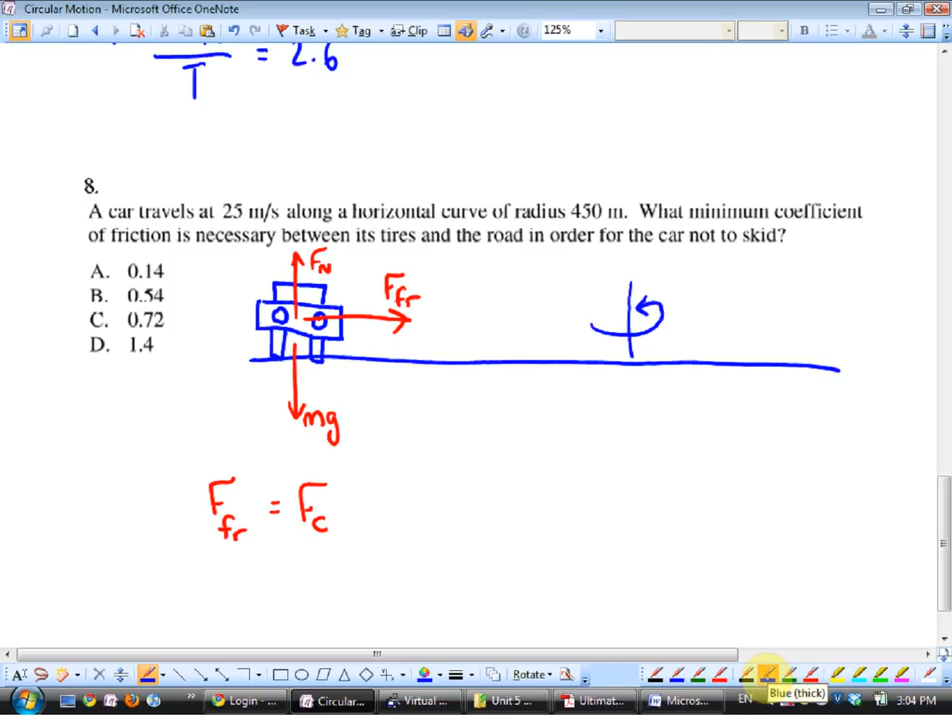 Circular Motion - Microsoft Office OneNote
Task
Tag
Clip
125%
B
A
T = 2.6
8.
A car travels at 25 m/s along a horizontal curve of radius 450 m. What minimum coefficient
of friction is necessary between its tires and the road in order for the car not to skid?
A. 0.14
B. 0.54
C. 0.72
D. 1.4
FN
Ffr
mg
Ffr = Fc
Rotate
Blue (thick)
Login - ...
Circular...
Virtual ...
Unit 5 ...
Ultimat...
Micros...
EN
3:04 PM